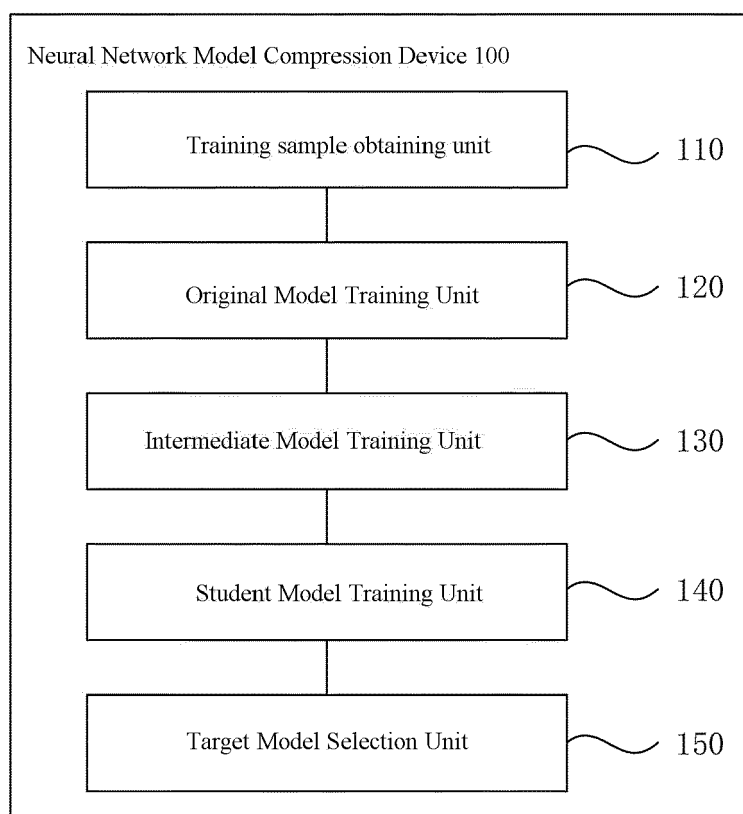 Neural Network Model Compression Device 100
Training sample obtaining unit
110
Original Model Training Unit
120
Intermediate Model Training Unit
130
Student Model Training Unit
140
Target Model Selection Unit
150